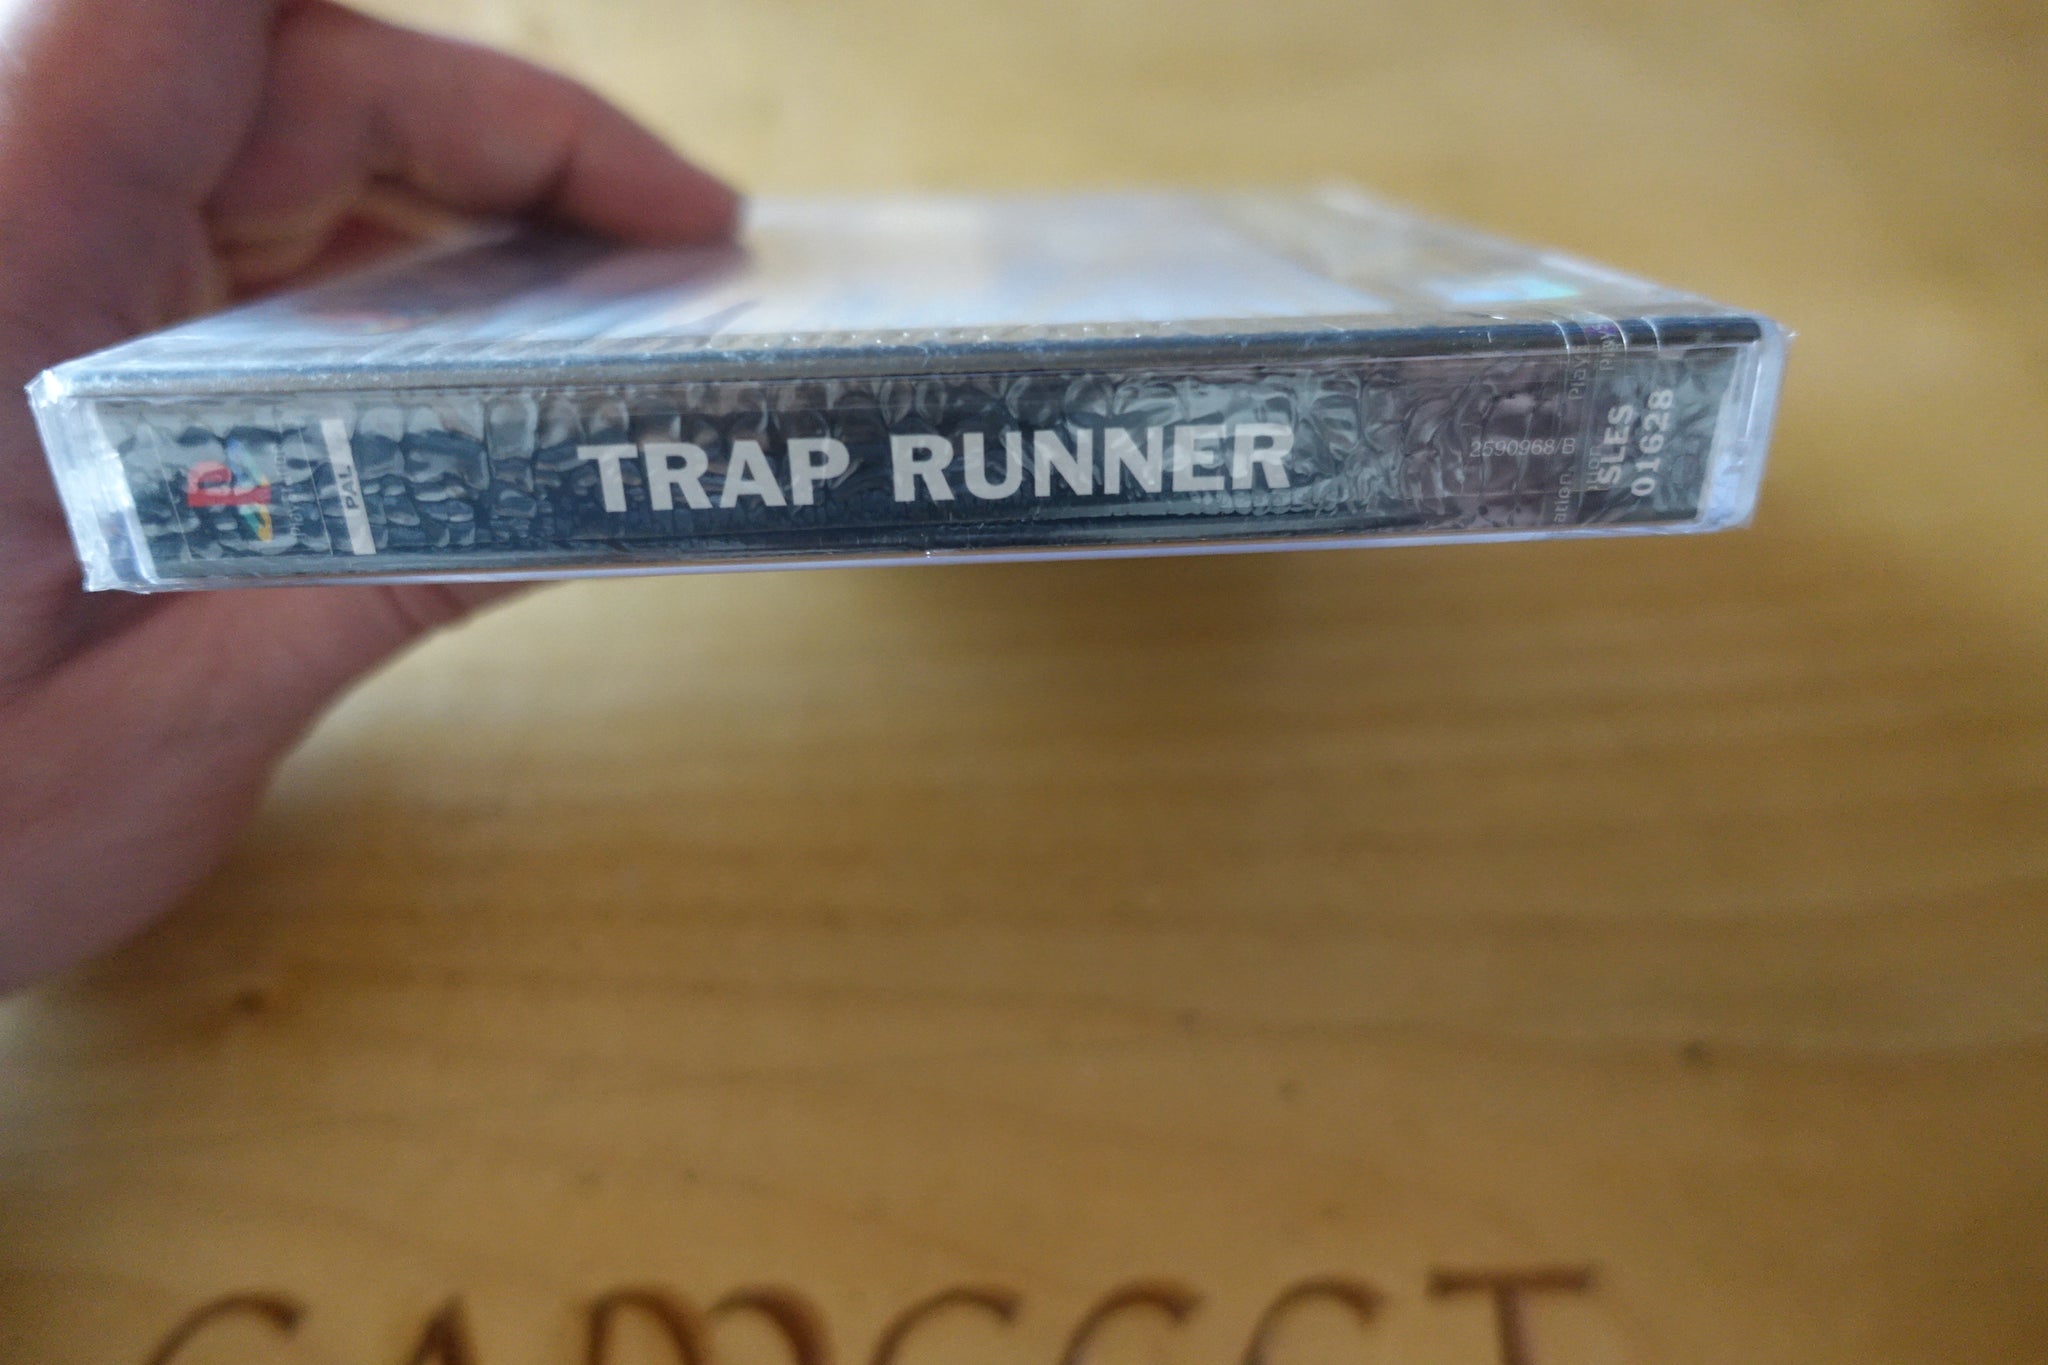 PAL
TRAP RUNNER
2590968/B
SLES
01628